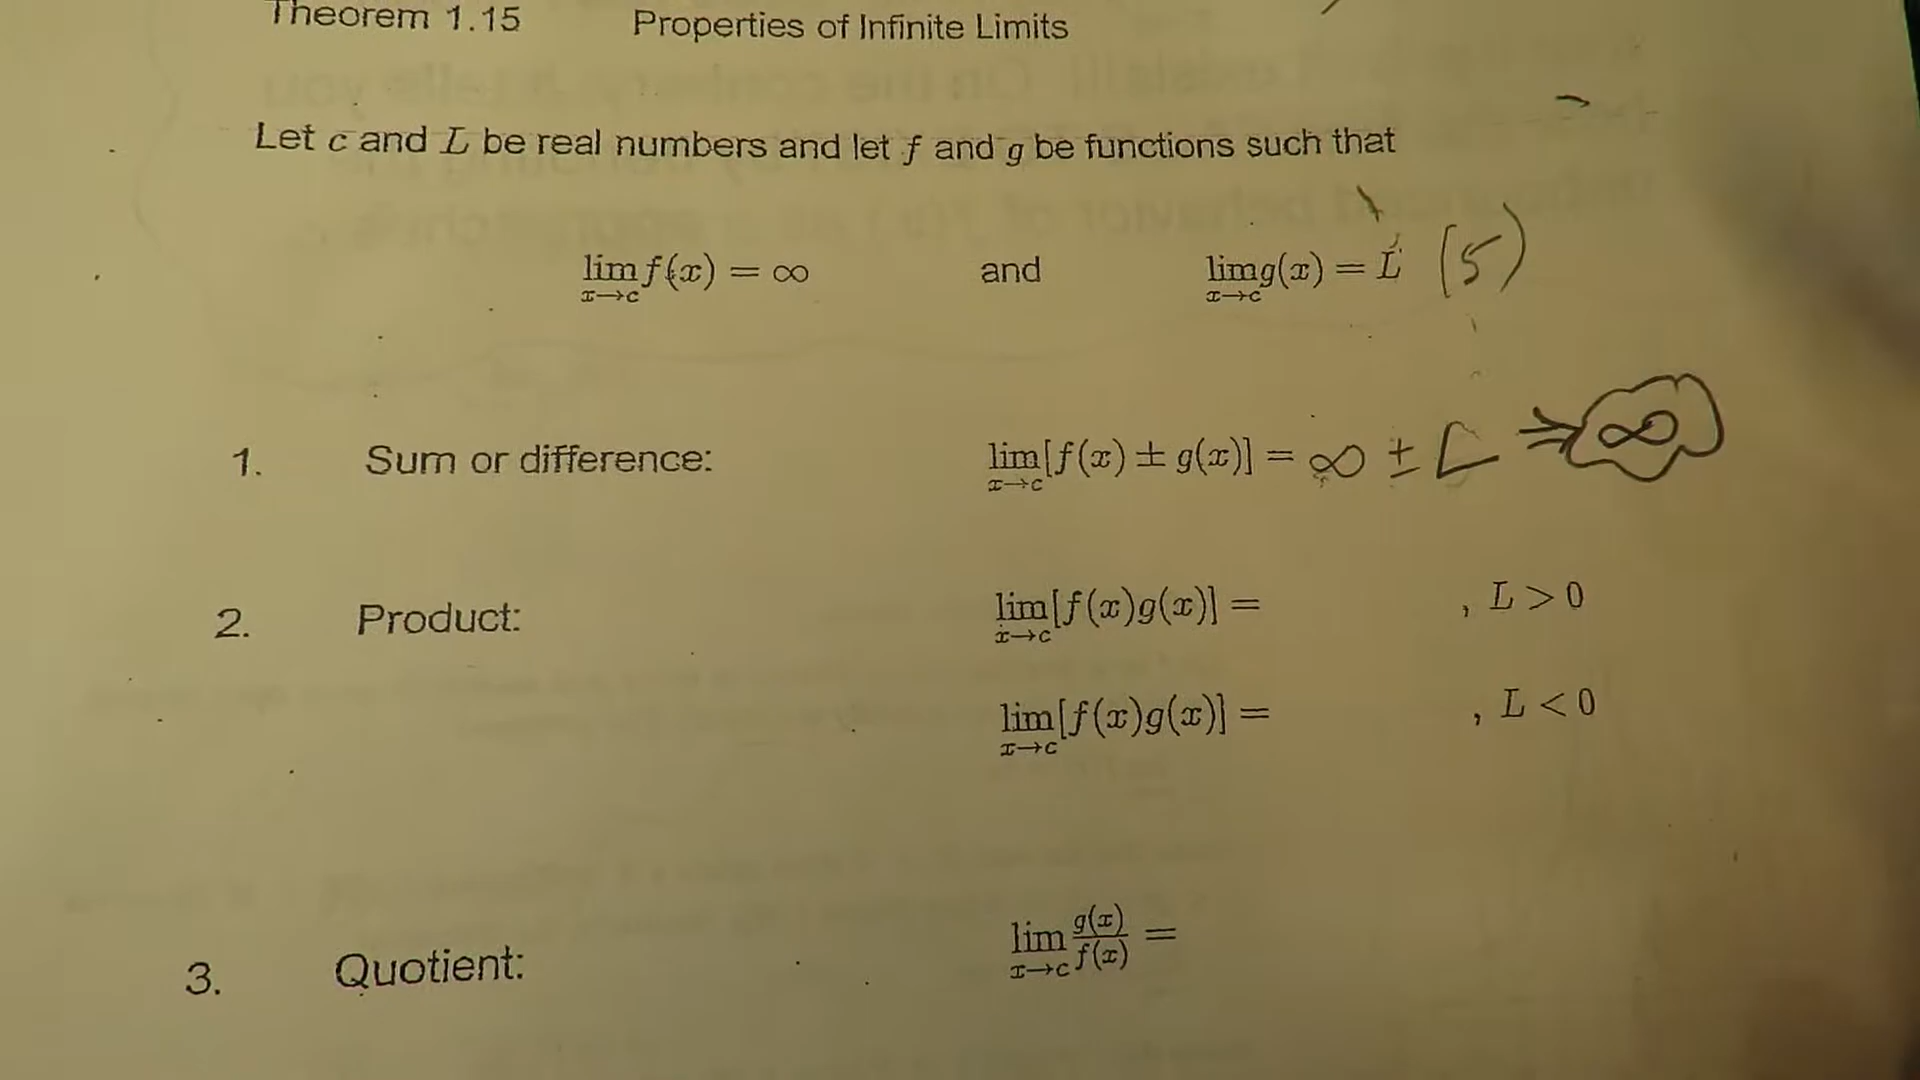 Theorem 1.15 Properties of Infinite Limits
Let c and L be real numbers and let f and g be functions such that
lim x→c f(x) = ∞ and lim x→c g(x) = L (5)
1. Sum or difference: lim x→c [f(x) ± g(x)] = ∞ ± L ⇒ ∞
2. Product: lim x→c [f(x)g(x)] = , L > 0
lim x→c [f(x)g(x)] = , L < 0
3. Quotient: lim x→c g(x)/f(x) =